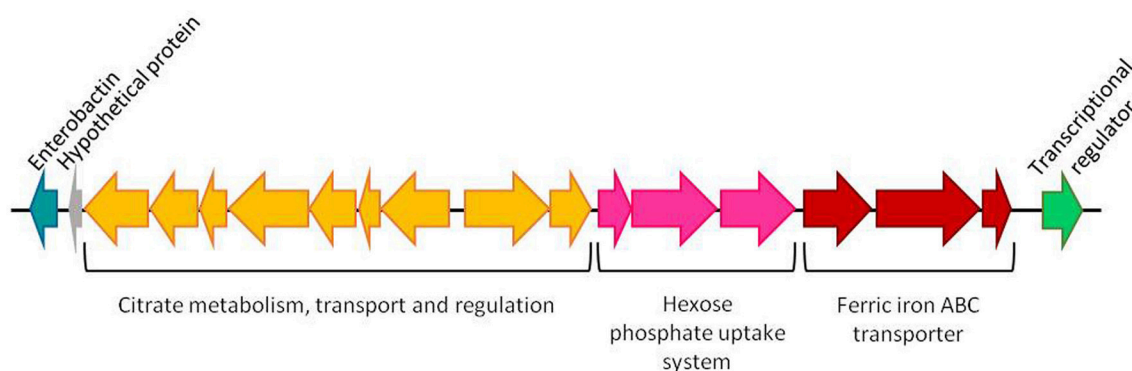 Enterobactin
Hypothetical protein
Transcriptional
regulator
Citrate metabolism, transport and regulation
Hexose
phosphate uptake
system
Ferric iron ABC
transporter